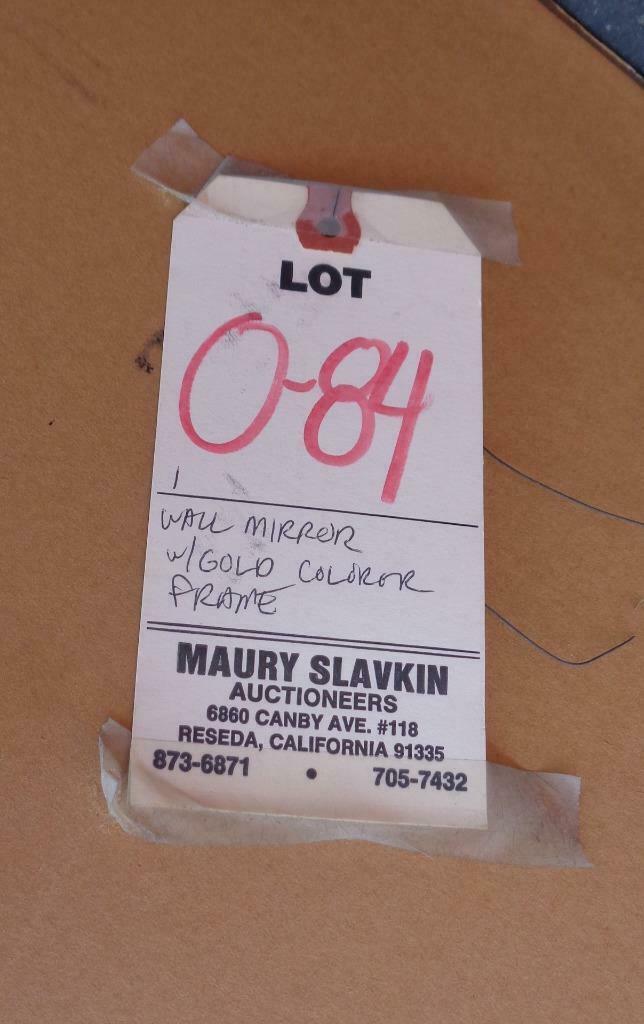 LOT
0-84
1
WALL MIRROR
W/GOLD COLORER
FRAME
MAURY SLAVKIN
AUCTIONEERS
6860 CANBY AVE. #118
RESEDA, CALIFORNIA 91335
873-6871 • 705-7432